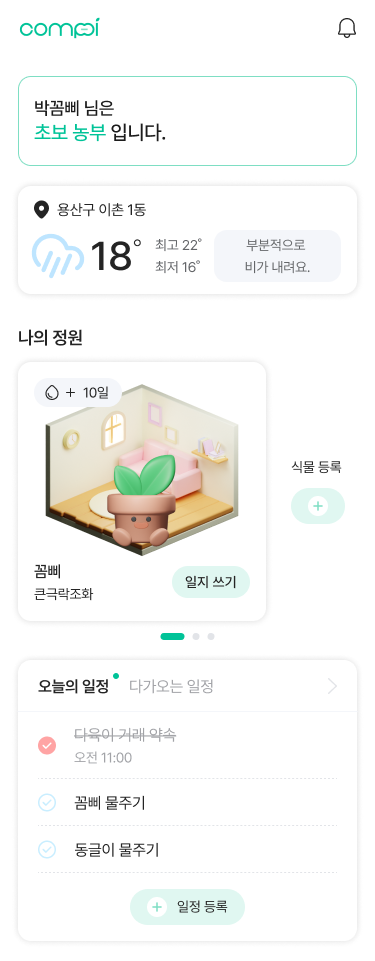 compi
박꼼삐 님은
초보 농부 입니다.
용산구 이촌 1동
18°
최고 22°
최저 16°
부분적으로
비가 내려요.
나의 정원
+ 10일
꼼삐
큰극락조화
일지 쓰기
식물 등록
+
오늘의 일정
다가오는 일정
다육이 거래 약속
오전 11:00
꼼삐 물주기
동글이 물주기
+ 일정 등록